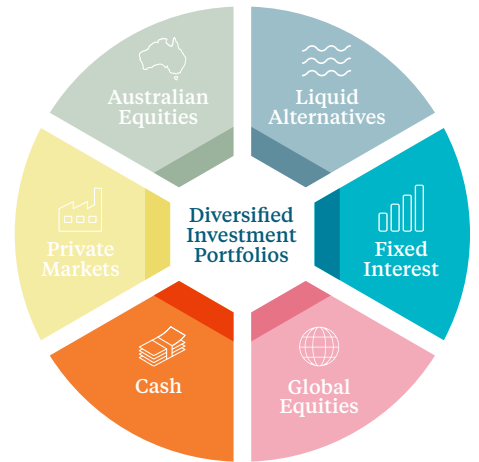 Australian
Equities
Liquid
Alternatives
Private
Markets
Diversified
Investment
Portfolios
Fixed
Interest
Cash
Global
Equities